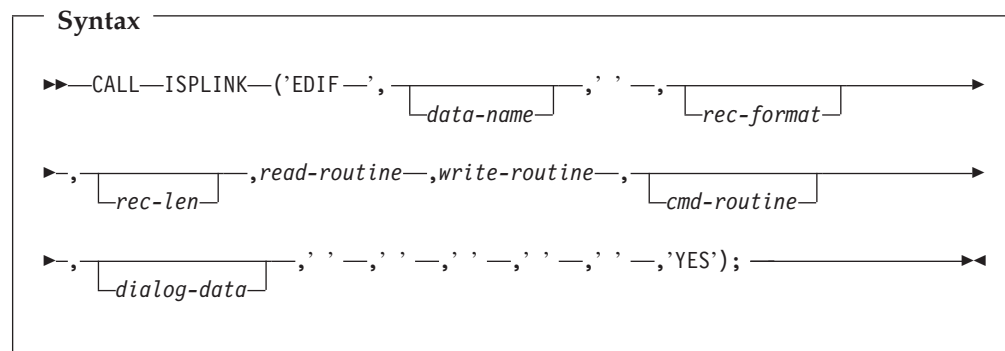 Syntax
CALL ISPLINK ('EDIF ', data-name ,' ' , rec-format
, rec-len ,read-routine ,write-routine , cmd-routine
, dialog-data ,' ' ,' ' ,' ' ,' ' ,' ' ,'YES');